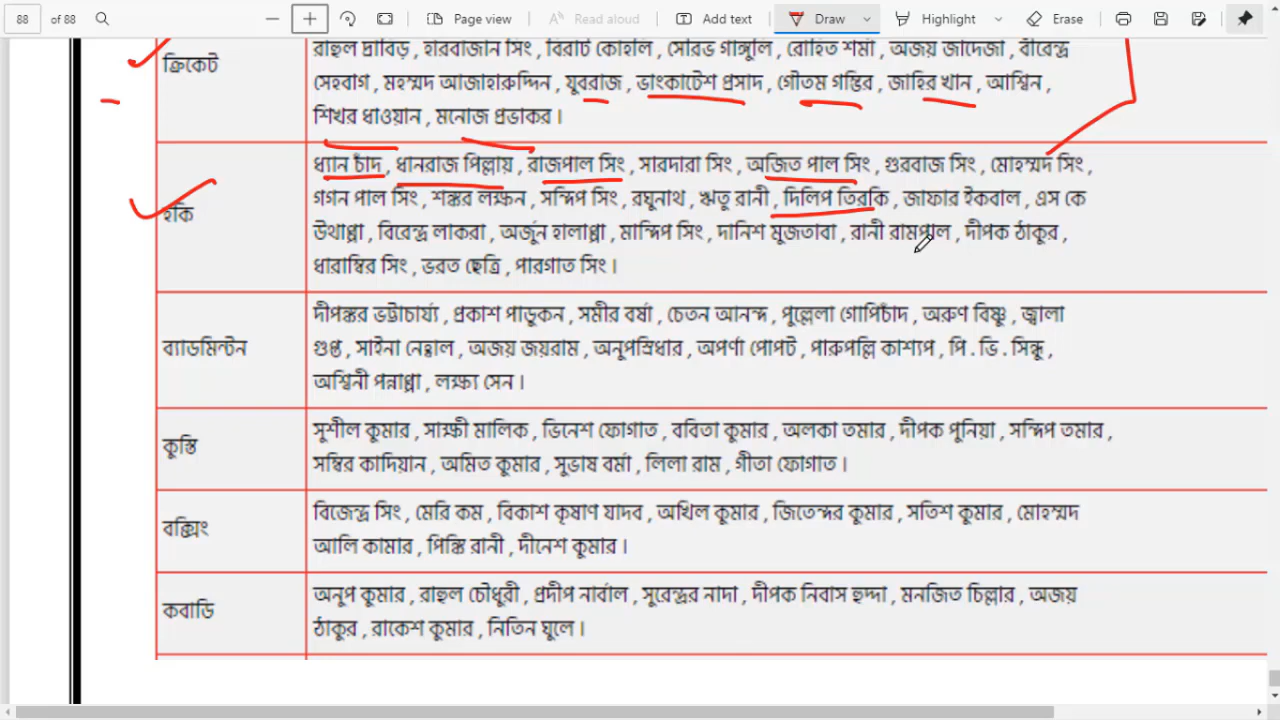 88 of 88 Page view Read aloud Add text Draw Highlight Erase
ক্রিকেট
রাহুল দ্রাবিড় , হারবাজান সিং , বিরাট কোহলি , সৌরভ গাঙ্গুলি , রোহিত শর্মা , অজয় জাদেজা , বীরেন্দ্র
সেহবাগ , মহম্মদ আজাহারুদ্দিন , যুবরাজ , ভাংকাটেশ প্রসাদ , গৌতম গম্ভির , জাহির খান , আশ্বিন ,
শিখর ধাওয়ান , মনোজ প্রভাকর ।
হকি
ধ্যান চাঁদ , ধানরাজ পিল্লায় , রাজপাল সিং , সারদারা সিং , অজিত পাল সিং , গুরবাজ সিং , মোহম্মদ সিং ,
গগন পাল সিং , শঙ্কর লক্ষন , সন্দিপ সিং , রঘুনাথ , ঋতু রানী , দিলিপ তিরকি , জাফার ইকবাল , এস কে
উথাপ্পা , বিরেন্দ্র লাকরা , অর্জুন হালাপ্পা , মান্দিপ সিং , দানিশ মুজতাবা , রানী রামপাল , দীপক ঠাকুর ,
ধারাম্বির সিং , ভরত ছেত্রি , পারগাত সিং ।
ব্যাডমিন্টন
দীপঙ্কর ভট্টাচার্য্য , প্রকাশ পাডুকন , সমীর বর্ষা , চেতন আনন্দ , পুল্লেলা গোপিচাঁদ , অরুণ বিষ্ণু , জ্বালা
গুপ্ত , সাইনা নেহ্বাল , অজয় জয়রাম , অনুপস্রিধার , অপর্ণা পোপট , পারুপল্লি কাশ্যপ , পি . ভি . সিন্ধু ,
অশ্বিনী পন্নাপ্পা , লক্ষ্য সেন ।
কুস্তি
সুশীল কুমার , সাক্ষী মালিক , ভিনেশ ফোগাত , ববিতা কুমার , অলকা তমার , দীপক পুনিয়া , সন্দিপ তমার ,
সম্বির কাদিয়ান , অমিত কুমার , সুভাষ বর্মা , লিলা রাম , গীতা ফোগাত ।
বক্সিং
বিজেন্দ্র সিং , মেরি কম , বিকাশ কৃষাণ যাদব , অখিল কুমার , জিতেন্দর কুমার , সতিশ কুমার , মোহম্মদ
আলি কামার , পিঙ্কি রানী , দীনেশ কুমার ।
কবাডি
অনুপ কুমার , রাহুল চৌধুরী , প্রদীপ নার্বাল , সুরেন্দ্রর নাদা , দীপক নিবাস হুদ্দা , মনজিত চিল্লার , অজয়
ঠাকুর , রাকেশ কুমার , নিতিন ঘুলে ।